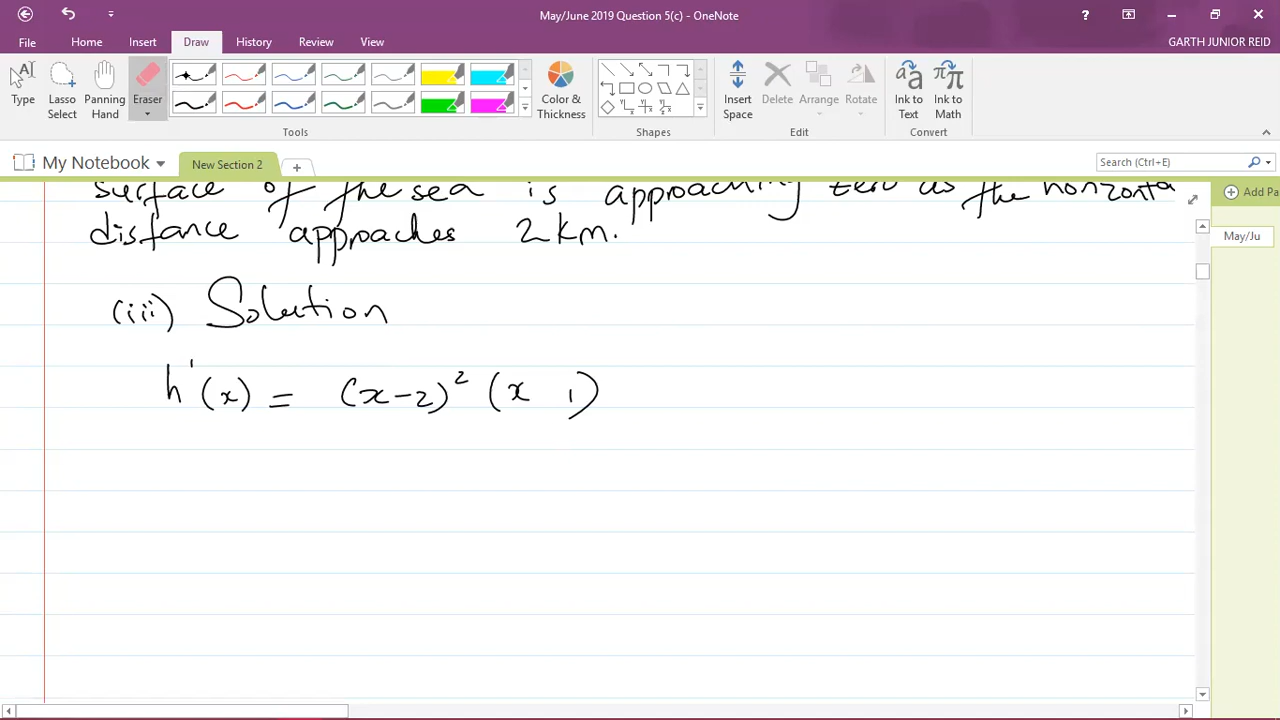 May/June 2019 Question 5(c) - OneNote
File Home Insert Draw History Review View
GARTH JUNIOR REID
Type
Lasso Select
Panning Hand
Eraser
Color & Thickness
Insert Space
Delete
Arrange
Rotate
Ink to Text
Ink to Math
Tools
Shapes
Edit
Convert
My Notebook
New Section 2
Search (Ctrl+E)
Add Pa
May/Ju
surface of the sea is approaching zero as the horizonta
distance approaches 2 km.
(iii) Solution
h'(x) = (x-2)² (x 1)